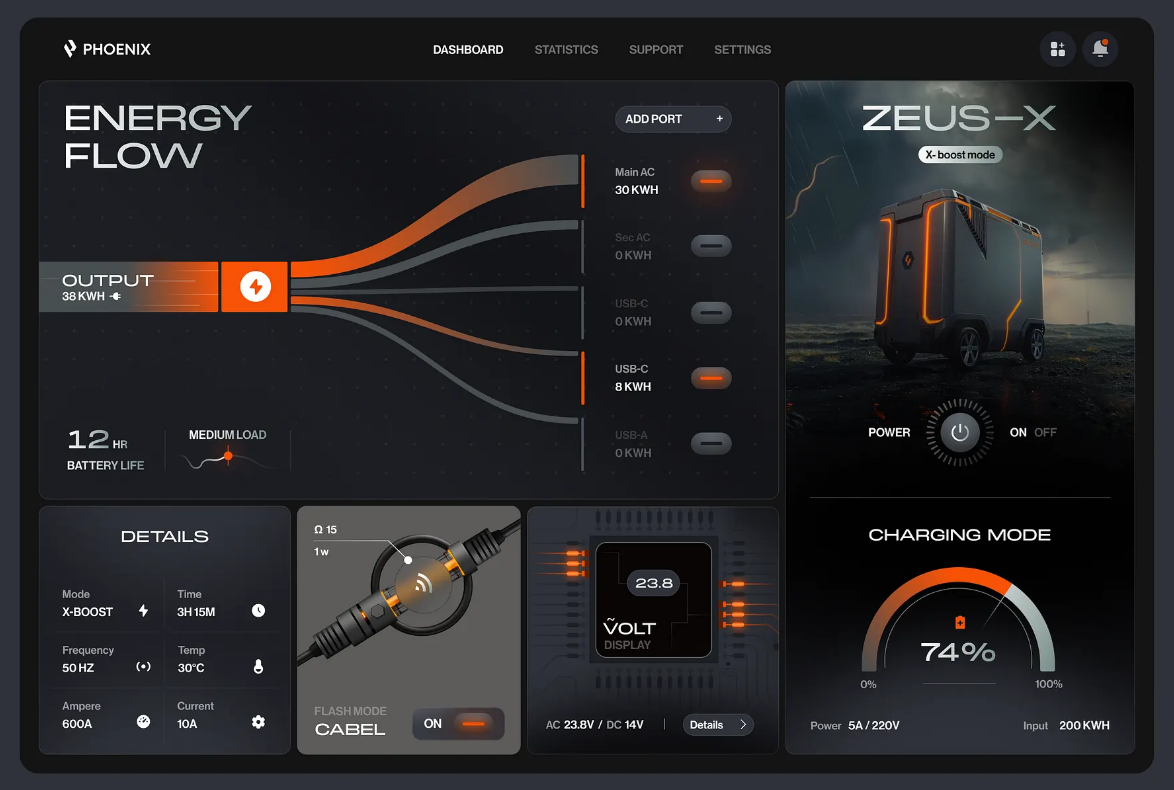 PHOENIX
DASHBOARD
STATISTICS
SUPPORT
SETTINGS
ENERGY
FLOW
ADD PORT +
Main AC
30 KWH
Sec AC
0 KWH
USB-C
0 KWH
USB-C
8 KWH
USB-A
0 KWH
OUTPUT
38 KWH
12 HR
BATTERY LIFE
MEDIUM LOAD
ZEUS–X
X- boost mode
POWER
ON OFF
CHARGING MODE
74%
0%
100%
Power 5A / 220V
Input 200 KWH
DETAILS
Mode
X-BOOST
Time
3H 15M
Frequency
50 HZ
Temp
30°C
Ampere
600A
Current
10A
Ω 15
1 w
FLASH MODE
CABEL
ON
23.8
~
VOLT
DISPLAY
AC 23.8V / DC 14V
Details